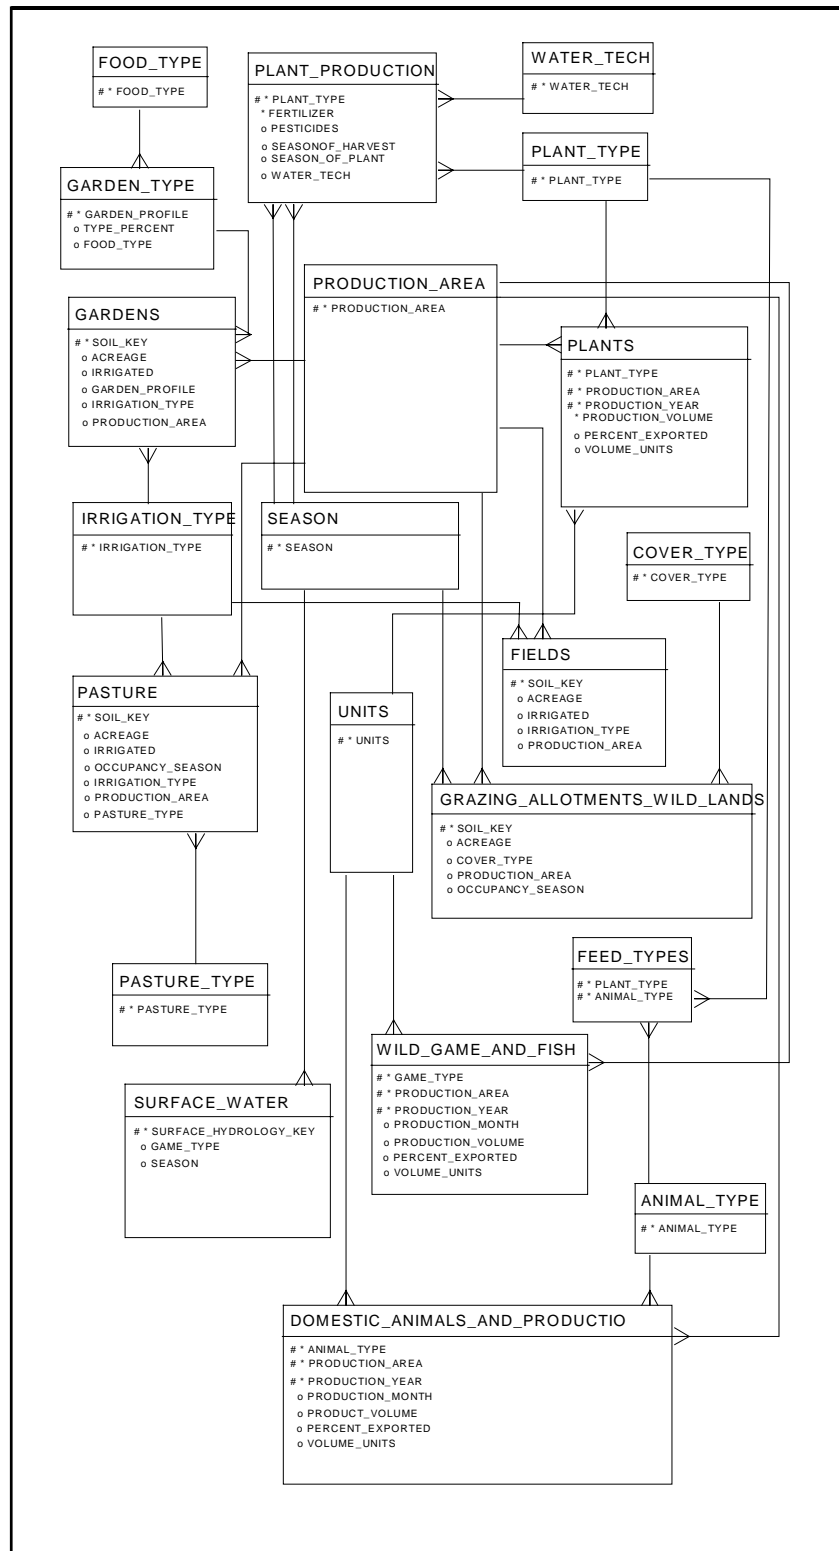 FOOD_TYPE
# * FOOD_TYPE
PLANT_PRODUCTION
# * PLANT_TYPE
* FERTILIZER
o PESTICIDES
o SEASONOF_HARVEST
o SEASON_OF_PLANT
o WATER_TECH
WATER_TECH
# * WATER_TECH
PLANT_TYPE
# * PLANT_TYPE
GARDEN_TYPE
# * GARDEN_PROFILE
o TYPE_PERCENT
o FOOD_TYPE
PRODUCTION_AREA
# * PRODUCTION_AREA
GARDENS
# * SOIL_KEY
o ACREAGE
o IRRIGATED
o GARDEN_PROFILE
o IRRIGATION_TYPE
o PRODUCTION_AREA
PLANTS
# * PLANT_TYPE
# * PRODUCTION_AREA
# * PRODUCTION_YEAR
* PRODUCTION_VOLUME
o PERCENT_EXPORTED
o VOLUME_UNITS
IRRIGATION_TYPE
# * IRRIGATION_TYPE
SEASON
# * SEASON
COVER_TYPE
# * COVER_TYPE
FIELDS
# * SOIL_KEY
o ACREAGE
o IRRIGATED
o IRRIGATION_TYPE
o PRODUCTION_AREA
PASTURE
# * SOIL_KEY
o ACREAGE
o IRRIGATED
o OCCUPANCY_SEASON
o IRRIGATION_TYPE
o PRODUCTION_AREA
o PASTURE_TYPE
UNITS
# * UNITS
GRAZING_ALLOTMENTS_WILD_LANDS
# * SOIL_KEY
o ACREAGE
o COVER_TYPE
o PRODUCTION_AREA
o OCCUPANCY_SEASON
FEED_TYPES
# * PLANT_TYPE
# * ANIMAL_TYPE
PASTURE_TYPE
# * PASTURE_TYPE
WILD_GAME_AND_FISH
# * GAME_TYPE
# * PRODUCTION_AREA
# * PRODUCTION_YEAR
o PRODUCTION_MONTH
o PRODUCTION_VOLUME
o PERCENT_EXPORTED
o VOLUME_UNITS
SURFACE_WATER
# * SURFACE_HYDROLOGY_KEY
o GAME_TYPE
o SEASON
ANIMAL_TYPE
# * ANIMAL_TYPE
DOMESTIC_ANIMALS_AND_PRODUCTIO
# * ANIMAL_TYPE
# * PRODUCTION_AREA
# * PRODUCTION_YEAR
o PRODUCTION_MONTH
o PRODUCT_VOLUME
o PERCENT_EXPORTED
o VOLUME_UNITS